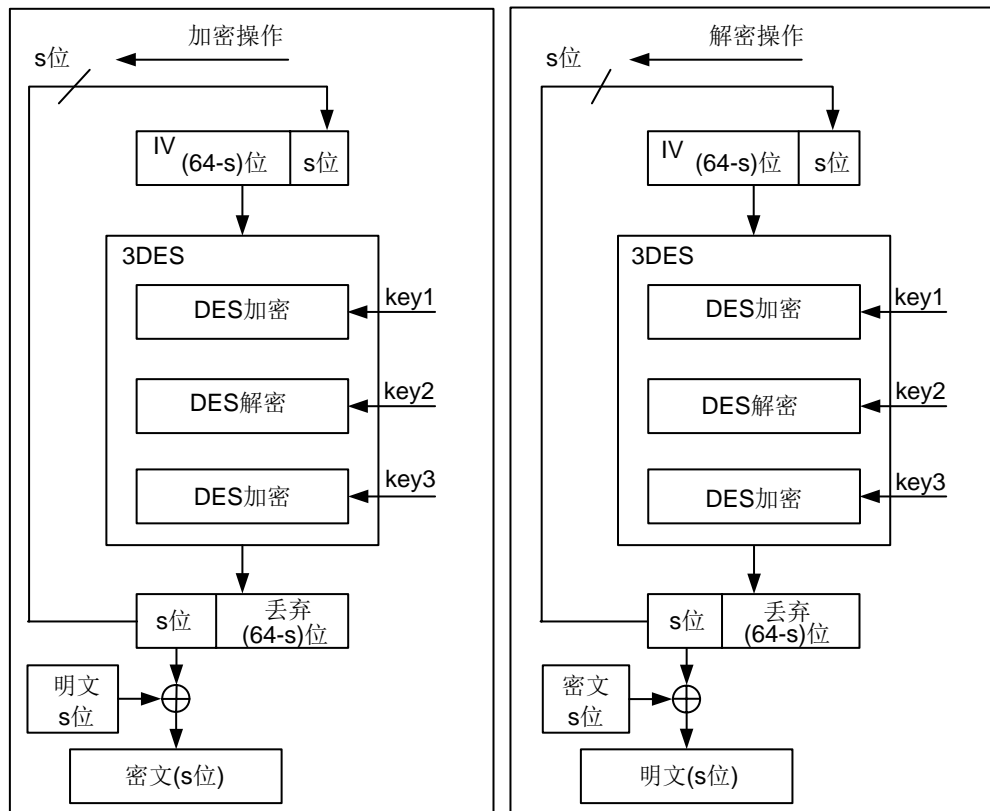 加密操作
s位
IV
(64-s)位
s位
3DES
DES加密
key1
DES解密
key2
DES加密
key3
s位
丢弃
(64-s)位
明文
s位
密文(s位)
解密操作
s位
IV
(64-s)位
s位
3DES
DES加密
key1
DES解密
key2
DES加密
key3
s位
丢弃
(64-s)位
密文
s位
明文(s位)